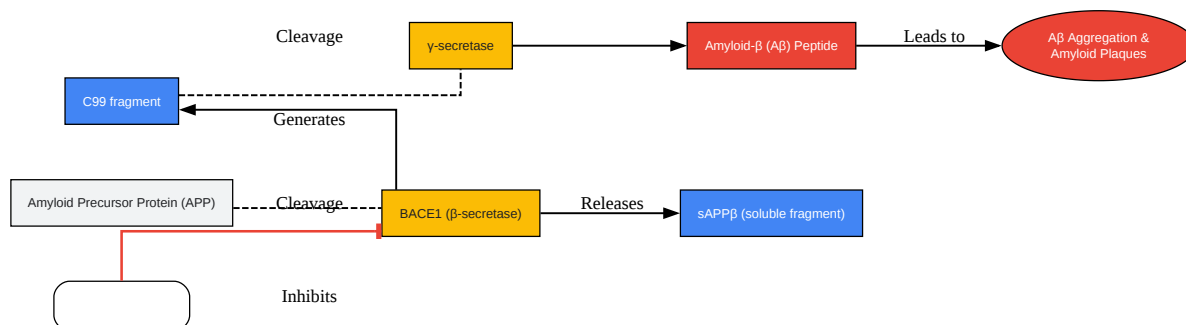 Cleavage
γ-secretase
Amyloid-β (Aβ) Peptide
Leads to
Aβ Aggregation &
Amyloid Plaques
C99 fragment
Generates
Amyloid Precursor Protein (APP)
Cleavage
BACE1 (β-secretase)
Releases
sAPPβ (soluble fragment)
Inhibits